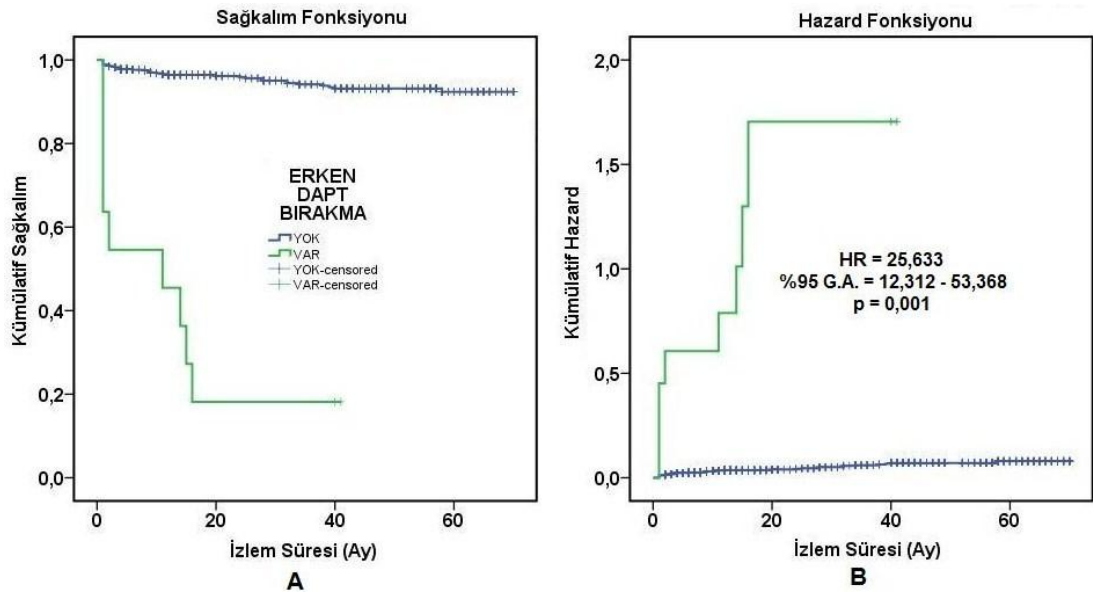 Sağkalım Fonksiyonu
1,0
0,8
0,6
0,4
0,2
0,0
Kümülatif Sağkalım
ERKEN
DAPT
BIRAKMA
YOK
VAR
YOK-censored
VAR-censored
0
20
40
60
İzlem Süresi (Ay)
A
Hazard Fonksiyonu
2,0
1,5
1,0
0,5
0,0
Kümülatif Hazard
HR = 25,633
%95 G.A. = 12,312 - 53,368
p = 0,001
0
20
40
60
İzlem Süresi (Ay)
B